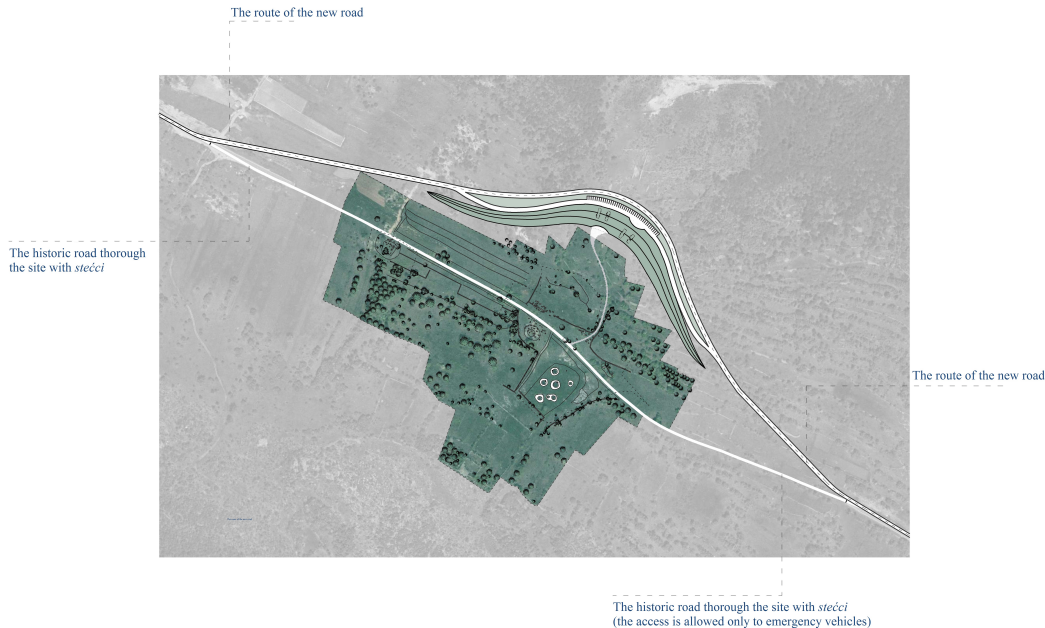 The route of the new road
The historic road thorough
the site with stećci
The route of the new road
The historic road thorough the site with stećci
(the access is allowed only to emergency vehicles)